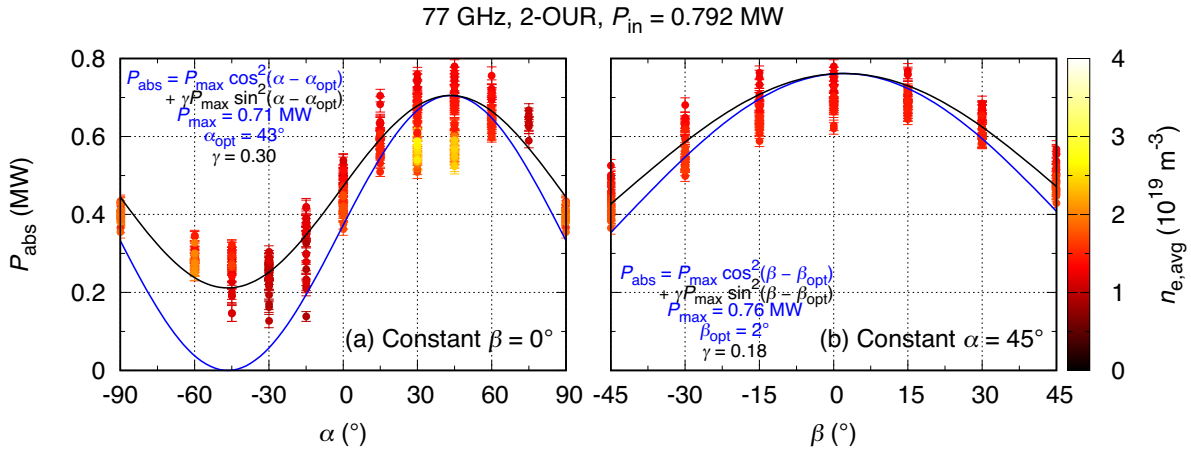 77 GHz, 2-OUR, P_in = 0.792 MW
P_abs = P_max cos²(α − α_opt)
+ γP_max sin²(α − α_opt)
P_max = 0.71 MW
α_opt = 43°
γ = 0.30
(a) Constant β = 0°
0.8
0.6
0.4
0.2
0
P_abs (MW)
-90 -60 -30 0 30 60 90
α (°)
P_abs = P_max cos²(β − β_opt)
+ γP_max sin²(β − β_opt)
P_max = 0.76 MW
β_opt = 2°
γ = 0.18
(b) Constant α = 45°
-45 -30 -15 0 15 30 45
β (°)
4
3
2
1
0
n_e,avg (10¹⁹ m⁻³)